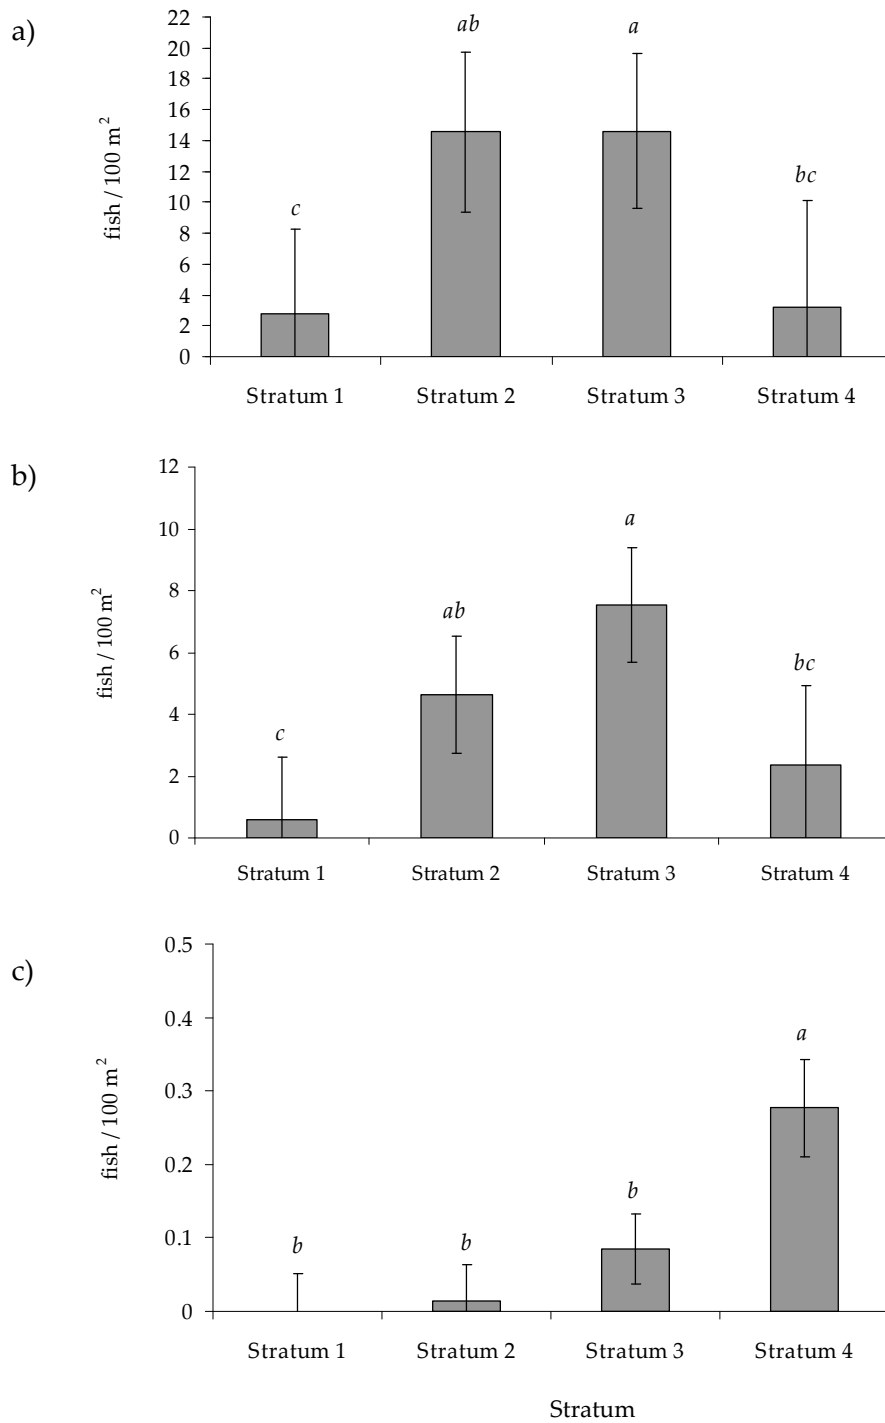 a)
fish / 100 m²
22
20
18
16
14
12
10
8
6
4
2
0
c
ab
a
bc
Stratum 1 Stratum 2 Stratum 3 Stratum 4
b)
fish / 100 m²
12
10
8
6
4
2
0
c
ab
a
bc
Stratum 1 Stratum 2 Stratum 3 Stratum 4
c)
fish / 100 m²
0.5
0.4
0.3
0.2
0.1
0
b
b
b
a
Stratum 1 Stratum 2 Stratum 3 Stratum 4
Stratum